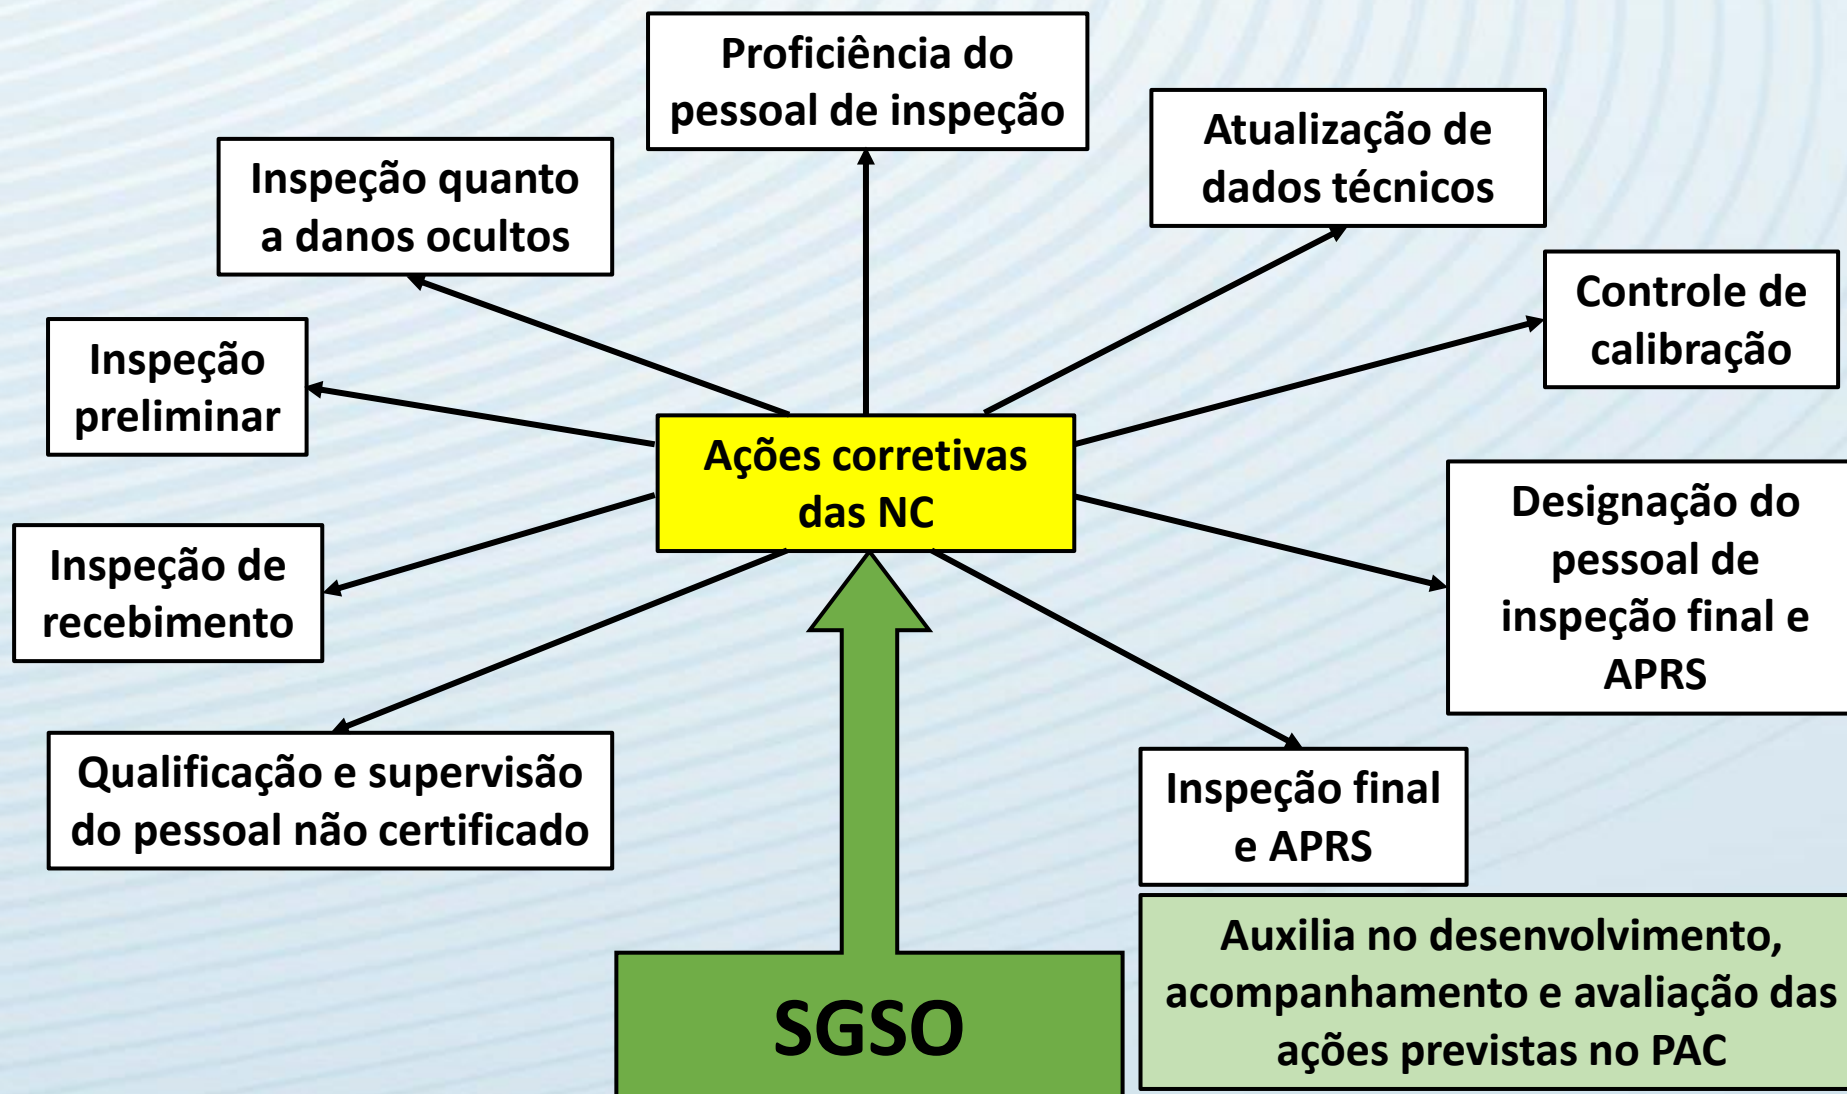 Proficiência do
pessoal de inspeção
Atualização de
dados técnicos
Inspeção quanto
a danos ocultos
Controle de
calibração
Inspeção
preliminar
Ações corretivas
das NC
Designação do
pessoal de
inspeção final e
APRS
Inspeção de
recebimento
Qualificação e supervisão
do pessoal não certificado
Inspeção final
e APRS
Auxilia no desenvolvimento,
acompanhamento e avaliação das
ações previstas no PAC
SGSO